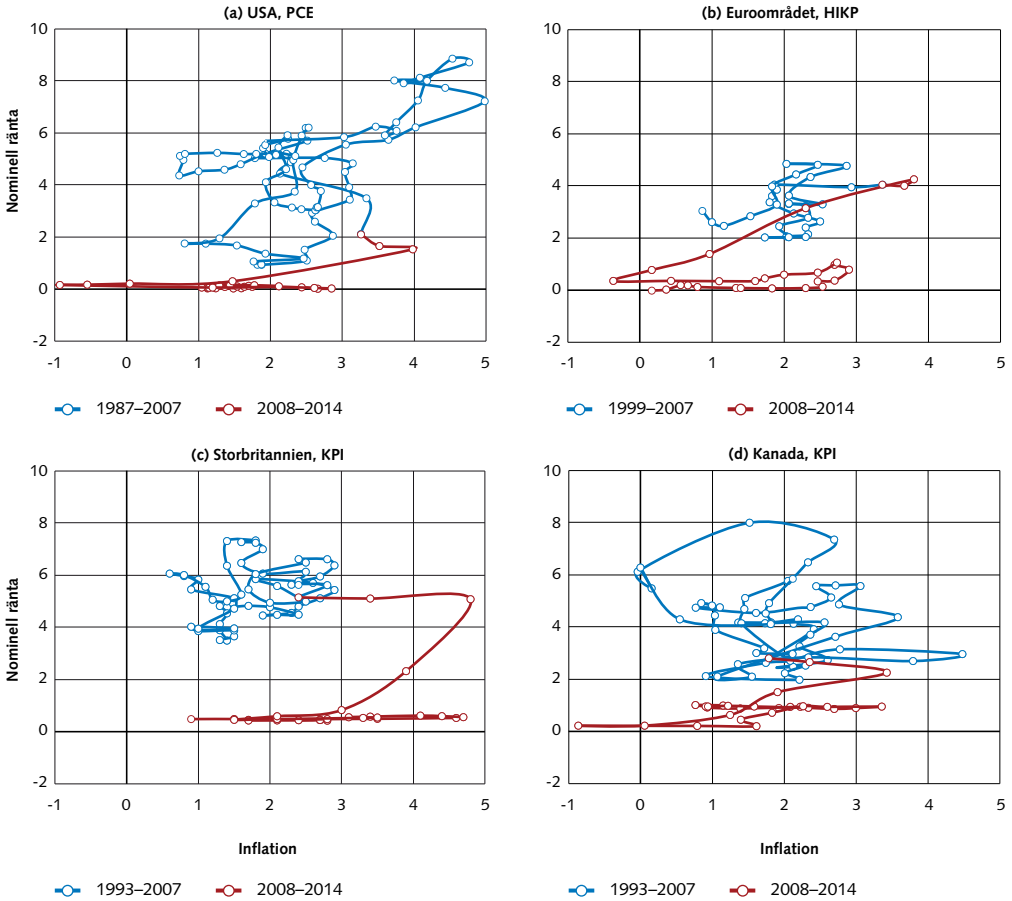 (a) USA, PCE
(b) Euroområdet, HIKP
Nominell ränta
10
8
6
4
2
0
-2
-1 0 1 2 3 4 5
10
8
6
4
2
0
-2
-1 0 1 2 3 4 5
1987–2007 2008–2014
1999–2007 2008–2014
(c) Storbritannien, KPI
(d) Kanada, KPI
Nominell ränta
10
8
6
4
2
0
-2
-1 0 1 2 3 4 5
10
8
6
4
2
0
-2
-1 0 1 2 3 4 5
Inflation
Inflation
1993–2007 2008–2014
1993–2007 2008–2014